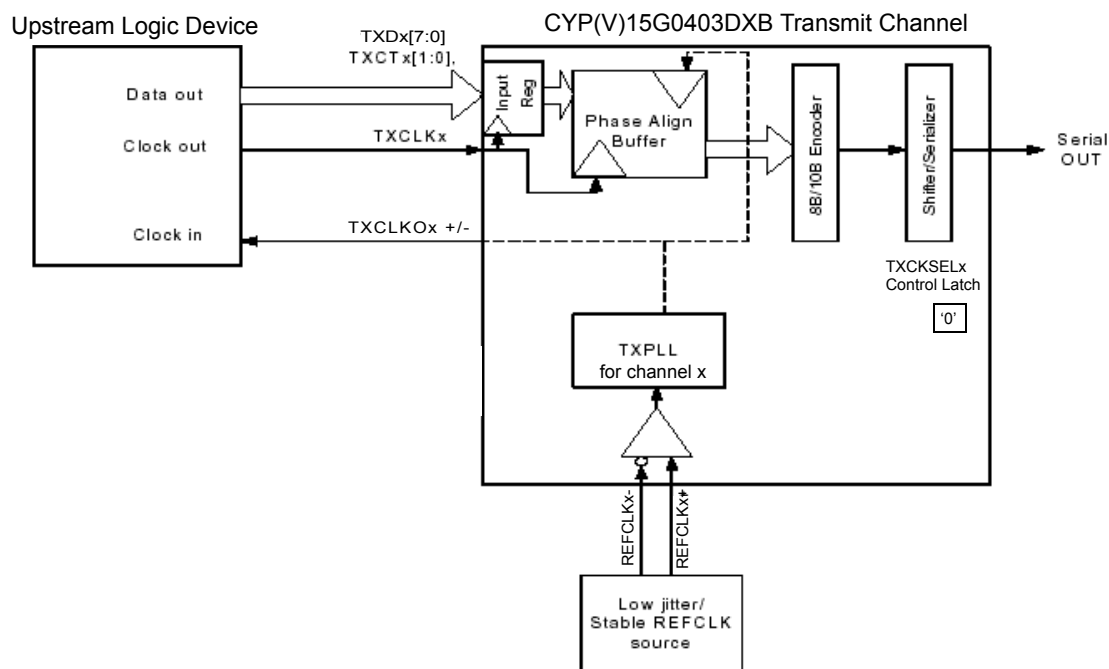 Upstream Logic Device
CYP(V)15G0403DXB Transmit Channel
TXDx[7:0]
TXCTx[1:0],
Data out
Clock out
Clock in
TXCLKx
TXCLKOx +/-
Input
Reg
Phase Align
Buffer
8B/10B Encoder
Shifter/Serializer
Serial
OUT
TXCKSELx
Control Latch
'0'
TXPLL
for channel x
REFCLKx-
REFCLKx+
Low jitter/
Stable REFCLK
source